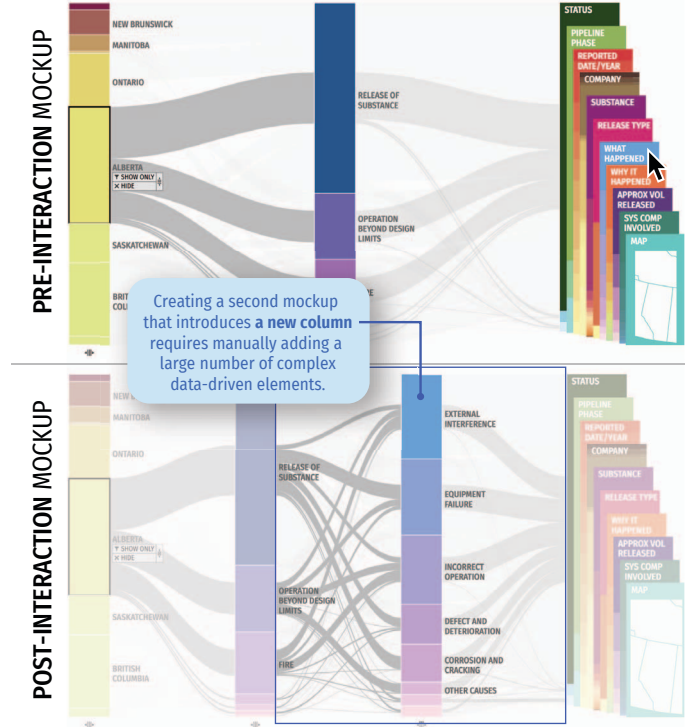 PRE-INTERACTION MOCKUP
NEW BRUNSWICK
MANITOBA
ONTARIO
ALBERTA
▼ SHOW ONLY
✕ HIDE
SASKATCHEWAN
RELEASE OF
SUBSTANCE
OPERATION
BEYOND DESIGN
LIMITS
STATUS
PIPELINE
PHASE
REPORTED
DATE/YEAR
COMPANY
SUBSTANCE
RELEASE TYPE
WHAT
HAPPENED
WHY IT
HAPPENED
APPROX VOL
RELEASED
SYS COMP
INVOLVED
MAP
Creating a second mockup
that introduces a new column
requires manually adding a
large number of complex
data-driven elements.
POST-INTERACTION MOCKUP
MANITOBA
ONTARIO
ALBERTA
▼ SHOW ONLY
✕ HIDE
SASKATCHEWAN
BRITISH
COLUMBIA
RELEASE OF
SUBSTANCE
OPERATION
BEYOND DESIGN
LIMITS
FIRE
EXTERNAL
INTERFERENCE
EQUIPMENT
FAILURE
INCORRECT
OPERATION
DEFECT AND
DETERIORATION
CORROSION AND
CRACKING
OTHER CAUSES
STATUS
PIPELINE
PHASE
REPORTED
DATE/YEAR
COMPANY
SUBSTANCE
RELEASE TYPE
WHY IT
HAPPENED
APPROX VOL
RELEASED
SYS COMP
INVOLVED
MAP